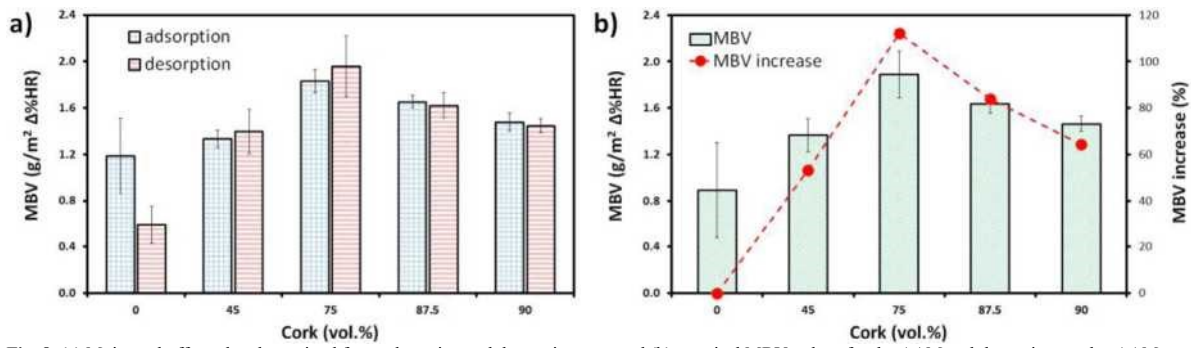 a)
adsorption
desorption
MBV (g/m² Δ%HR)
2.4
2.0
1.6
1.2
0.8
0.4
0.0
0 45 75 87.5 90
Cork (vol.%)
b)
MBV
MBV increase
MBV (g/m² Δ%HR)
2.4
2.0
1.6
1.2
0.8
0.4
0.0
120
100
80
60
40
20
0
MBV increase (%)
0 45 75 87.5 90
Cork (vol.%)